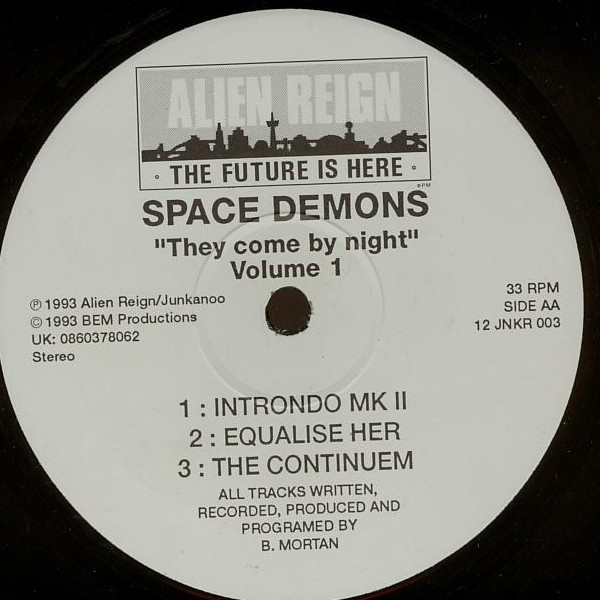 ALIEN REIGN
· THE FUTURE IS HERE ·
SPACE DEMONS
"They come by night"
Volume 1
℗ 1993 Alien Reign/Junkanoo
© 1993 BEM Productions
UK: 0860378062
Stereo
33 RPM
SIDE AA
12 JNKR 003
1 : INTRONDO MK II
2 : EQUALISE HER
3 : THE CONTINUEM
ALL TRACKS WRITTEN,
RECORDED, PRODUCED AND
PROGRAMED BY
B. MORTAN